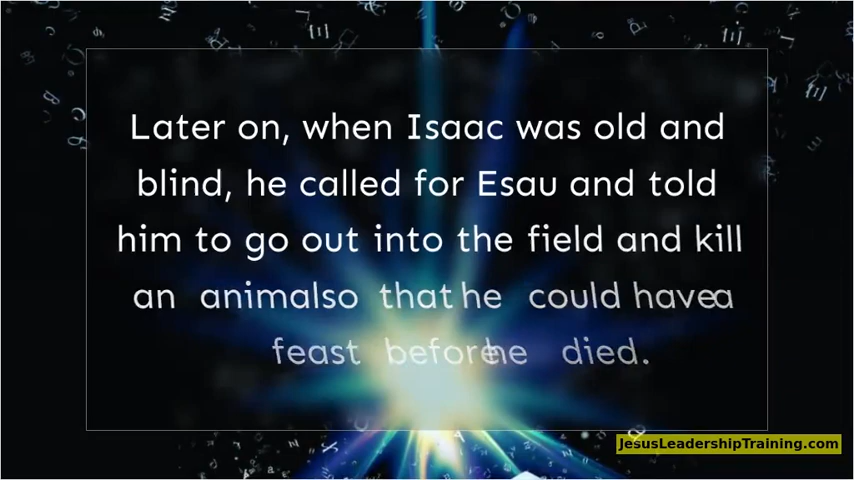 Later on, when Isaac was old and
blind, he called for Esau and told
him to go out into the field and kill
an animal so that he could have a
feast before he died.
JesusLeadershipTraining.com